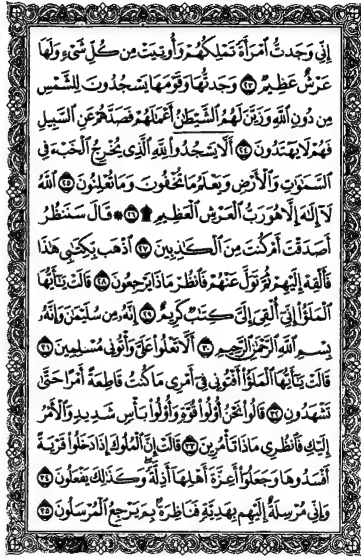 إِنِّي وَجَدتُّ ٱمْرَأَةً تَمْلِكُهُمْ وَأُوتِيَتْ مِن كُلِّ شَىْءٍ وَلَهَا
عَرْشٌ عَظِيمٌ ٢٣ وَجَدتُّهَا وَقَوْمَهَا يَسْجُدُونَ لِلشَّمْسِ
مِن دُونِ ٱللَّهِ وَزَيَّنَ لَهُمُ ٱلشَّيْطَٰنُ أَعْمَٰلَهُمْ فَصَدَّهُمْ عَنِ ٱلسَّبِيلِ
فَهُمْ لَا يَهْتَدُونَ ٢٤ أَلَّا يَسْجُدُوا۟ لِلَّهِ ٱلَّذِى يُخْرِجُ ٱلْخَبْءَ فِى
ٱلسَّمَٰوَٰتِ وَٱلْأَرْضِ وَيَعْلَمُ مَا تُخْفُونَ وَمَا تُعْلِنُونَ ٢٥ ٱللَّهُ
لَآ إِلَٰهَ إِلَّا هُوَ رَبُّ ٱلْعَرْشِ ٱلْعَظِيمِ ۩ ٢٦ ۞ قَالَ سَنَنظُرُ
أَصَدَقْتَ أَمْ كُنتَ مِنَ ٱلْكَٰذِبِينَ ٢٧ ٱذْهَب بِّكِتَٰبِى هَٰذَا
فَأَلْقِهْ إِلَيْهِمْ ثُمَّ تَوَلَّ عَنْهُمْ فَٱنظُرْ مَاذَا يَرْجِعُونَ ٢٨ قَالَتْ يَٰٓأَيُّهَا
ٱلْمَلَؤُا۟ إِنِّىٓ أُلْقِىَ إِلَىَّ كِتَٰبٌ كَرِيمٌ ٢٩ إِنَّهُۥ مِن سُلَيْمَٰنَ وَإِنَّهُۥ
بِسْمِ ٱللَّهِ ٱلرَّحْمَٰنِ ٱلرَّحِيمِ ٣٠ أَلَّا تَعْلُوا۟ عَلَىَّ وَأْتُونِى مُسْلِمِينَ ٣١
قَالَتْ يَٰٓأَيُّهَا ٱلْمَلَؤُا۟ أَفْتُونِى فِىٓ أَمْرِى مَا كُنتُ قَاطِعَةً أَمْرًا حَتَّىٰ
تَشْهَدُونِ ٣٢ قَالُوا۟ نَحْنُ أُو۟لُوا۟ قُوَّةٍ وَأُو۟لُوا۟ بَأْسٍ شَدِيدٍ وَٱلْأَمْرُ
إِلَيْكِ فَٱنظُرِى مَاذَا تَأْمُرِينَ ٣٣ قَالَتْ إِنَّ ٱلْمُلُوكَ إِذَا دَخَلُوا۟ قَرْيَةً
أَفْسَدُوهَا وَجَعَلُوٓا۟ أَعِزَّةَ أَهْلِهَآ أَذِلَّةً وَكَذَٰلِكَ يَفْعَلُونَ ٣٤
وَإِنِّى مُرْسِلَةٌ إِلَيْهِم بِهَدِيَّةٍ فَنَاظِرَةٌۢ بِمَ يَرْجِعُ ٱلْمُرْسَلُونَ ٣٥